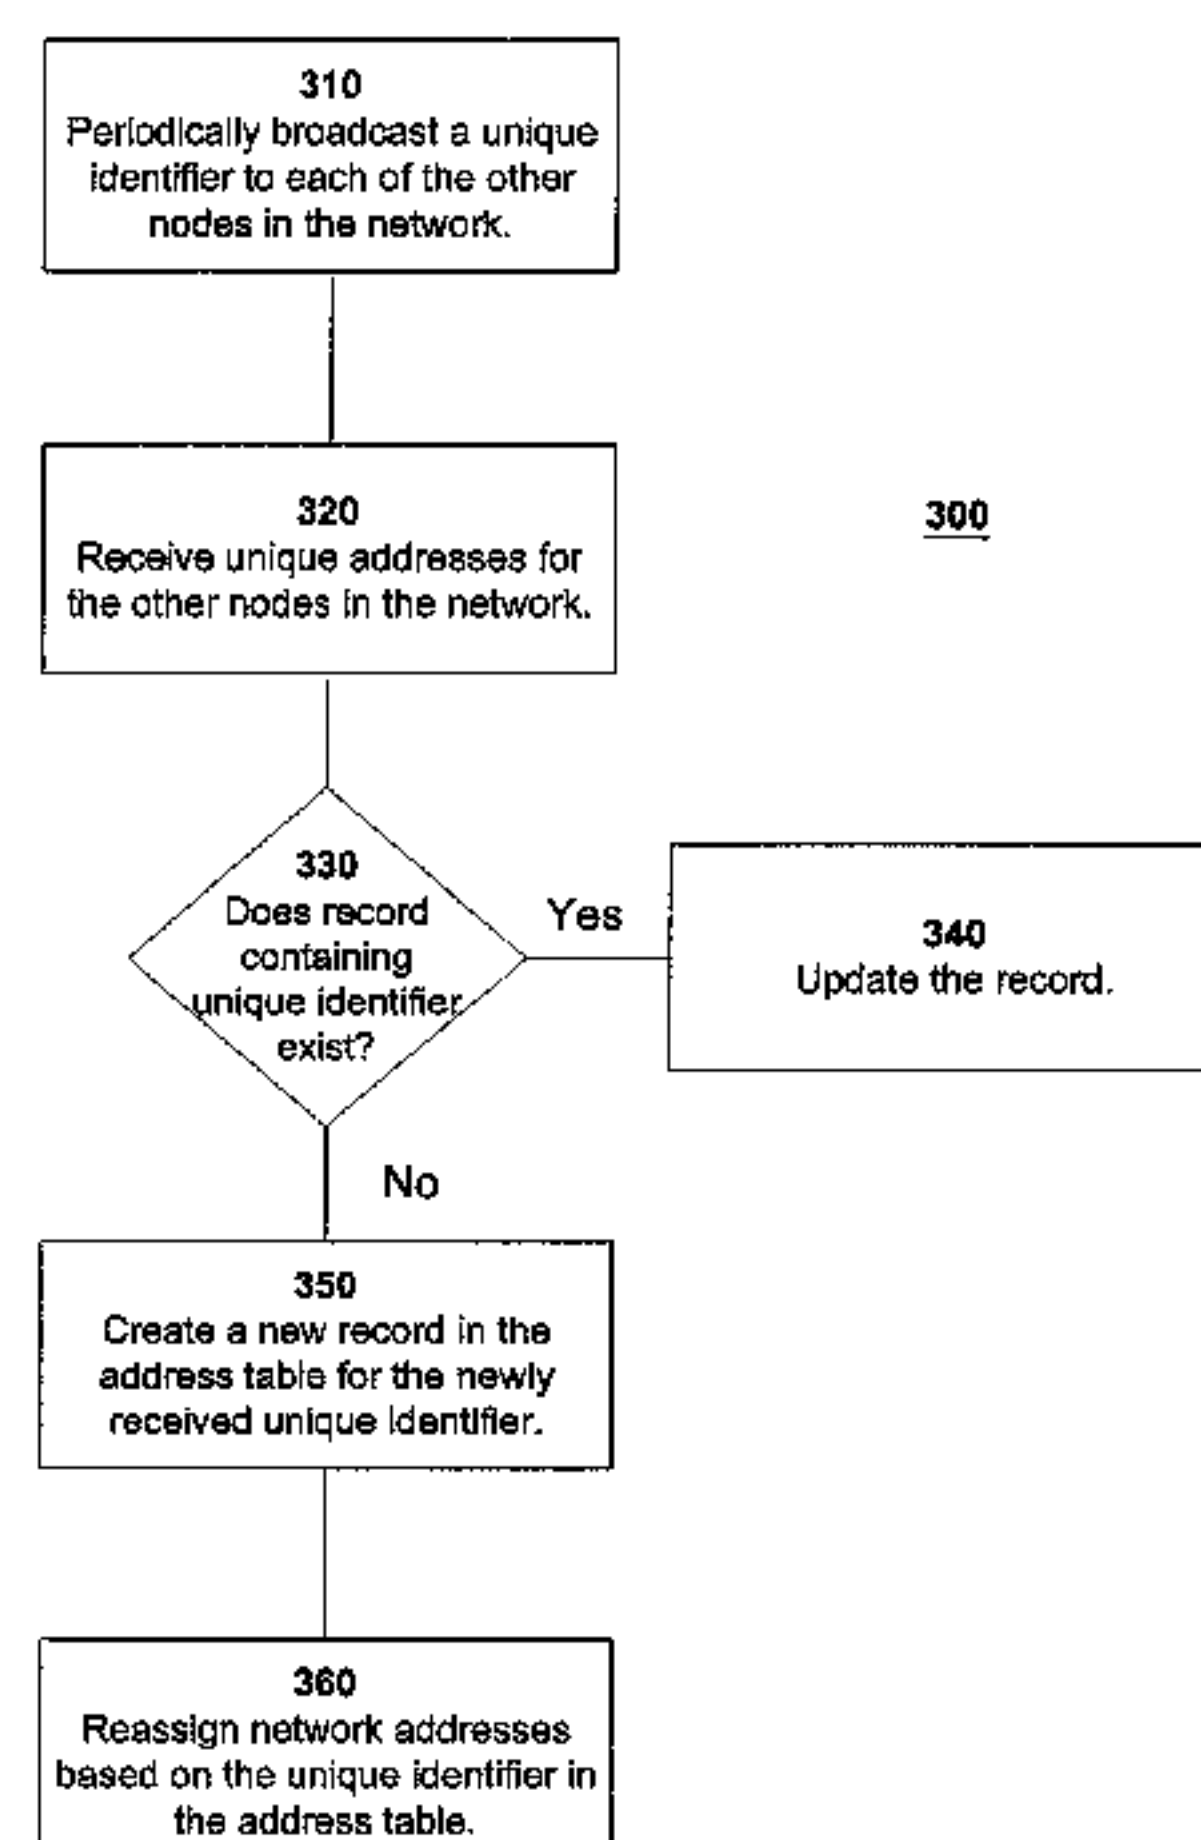 310
Periodically broadcast a unique
identifier to each of the other
nodes in the network.
320
Receive unique addresses for
the other nodes in the network.
300
330
Does record
containing
unique identifier
exist?
Yes
340
Update the record.
No
350
Create a new record in the
address table for the newly
received unique identifier.
360
Reassign network addresses
based on the unique identifier in
the address table.